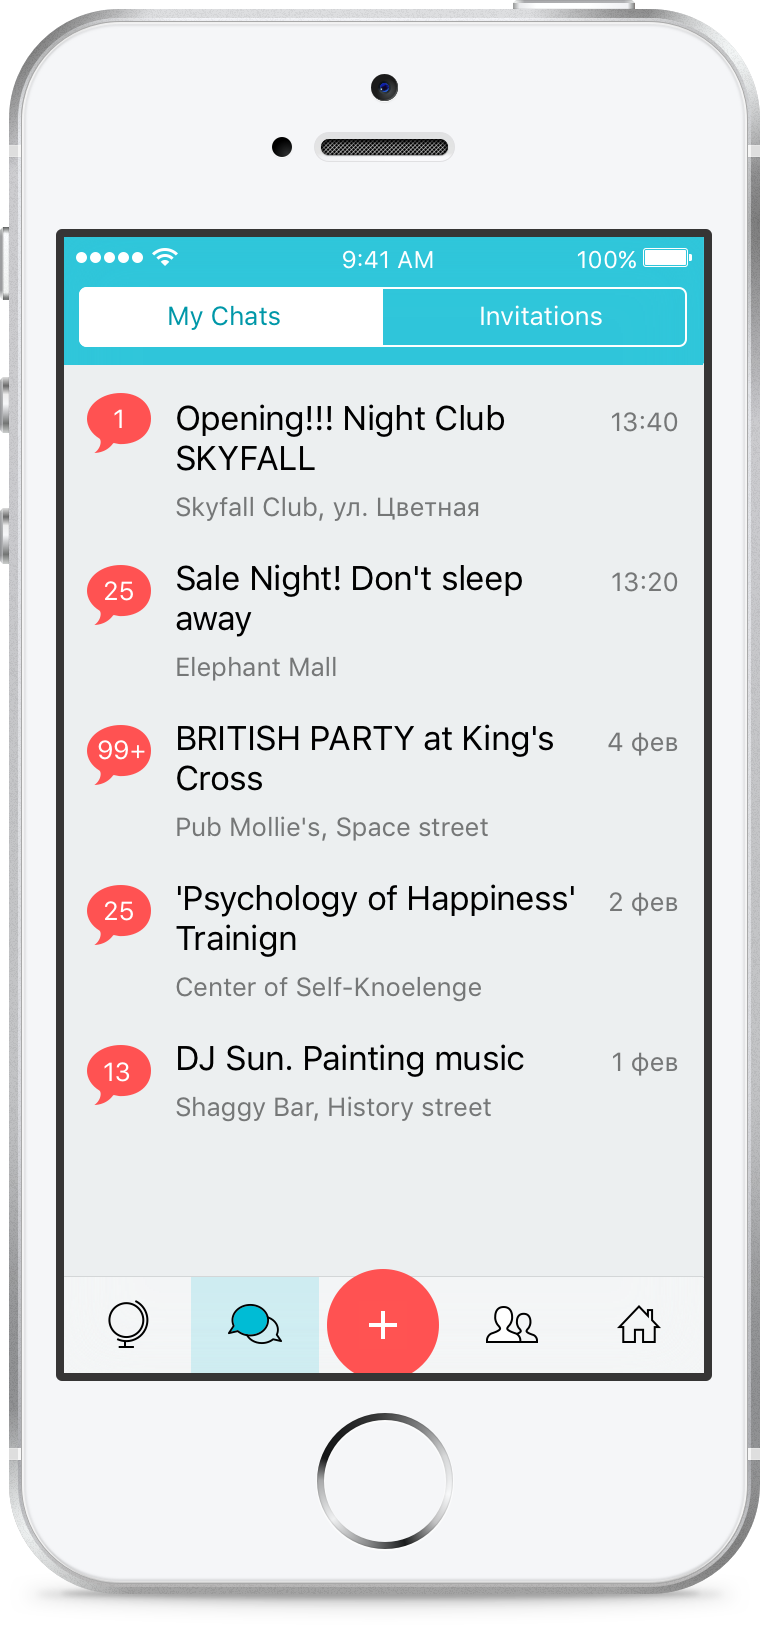 9:41 AM 100%
My Chats Invitations
1 Opening!!! Night Club 13:40
SKYFALL
Skyfall Club, ул. Цветная
25 Sale Night! Don't sleep 13:20
away
Elephant Mall
99+ BRITISH PARTY at King's 4 фев
Cross
Pub Mollie's, Space street
25 'Psychology of Happiness' 2 фев
Trainign
Center of Self-Knoelenge
13 DJ Sun. Painting music 1 фев
Shaggy Bar, History street
+